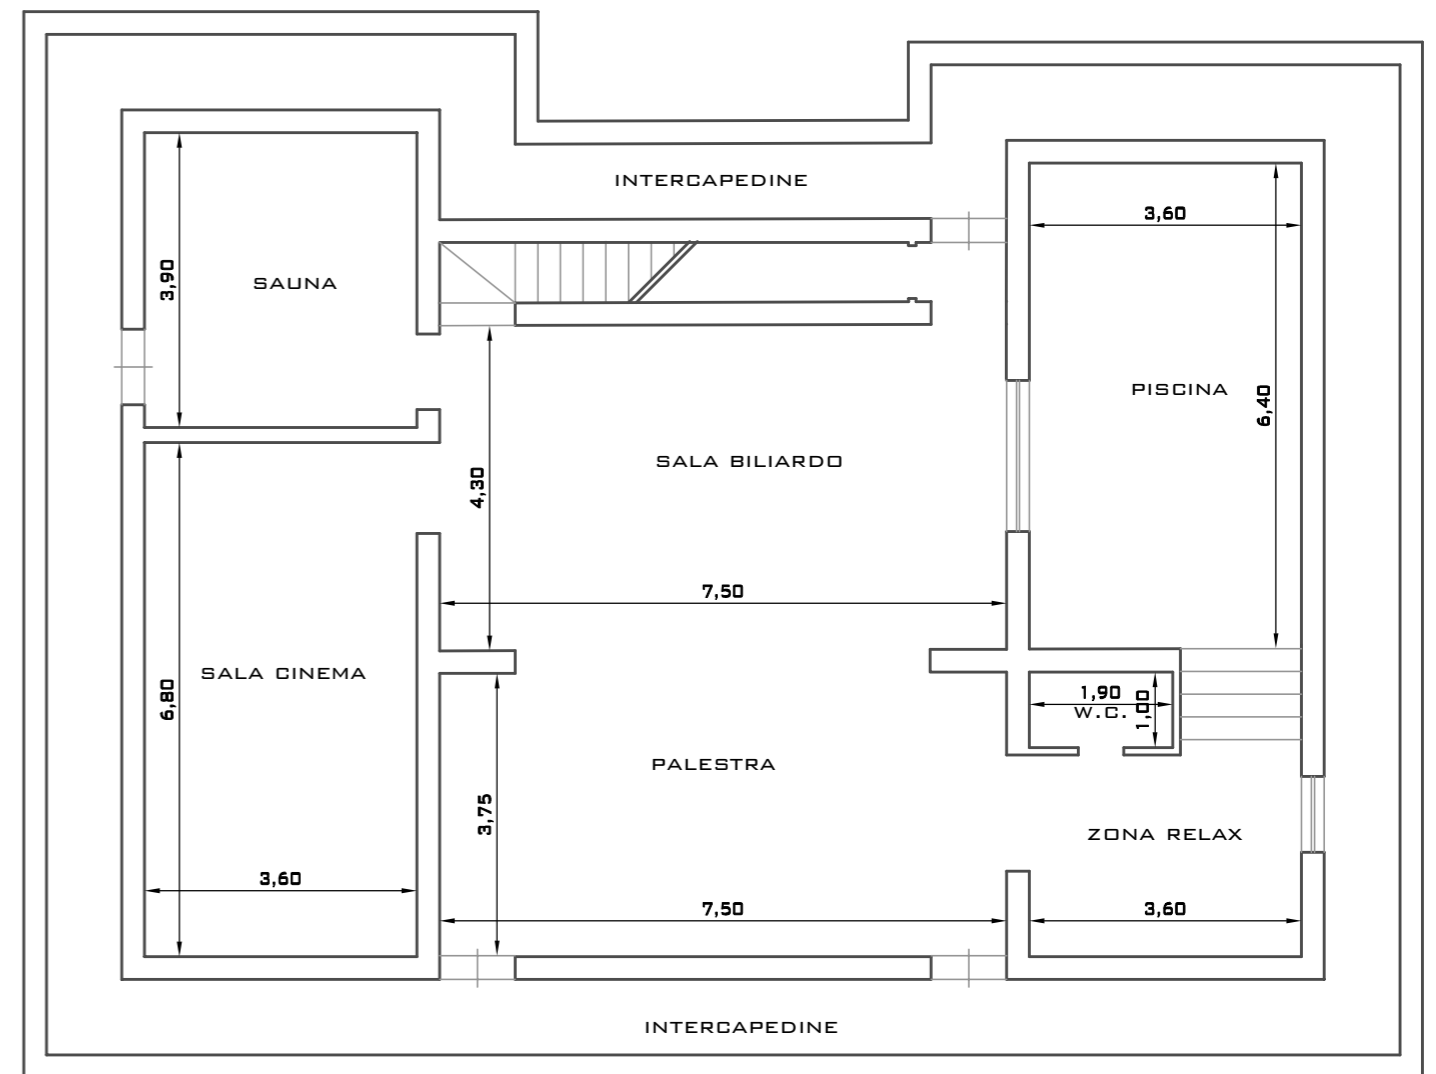 INTERCAPEDINE
3,60
3,90
SAUNA
PISCINA
6,40
SALA BILIARDO
4,30
7,50
SALA CINEMA
6,80
1,90
1,00
W.C.
PALESTRA
3,75
ZONA RELAX
3,60
7,50
3,60
INTERCAPEDINE